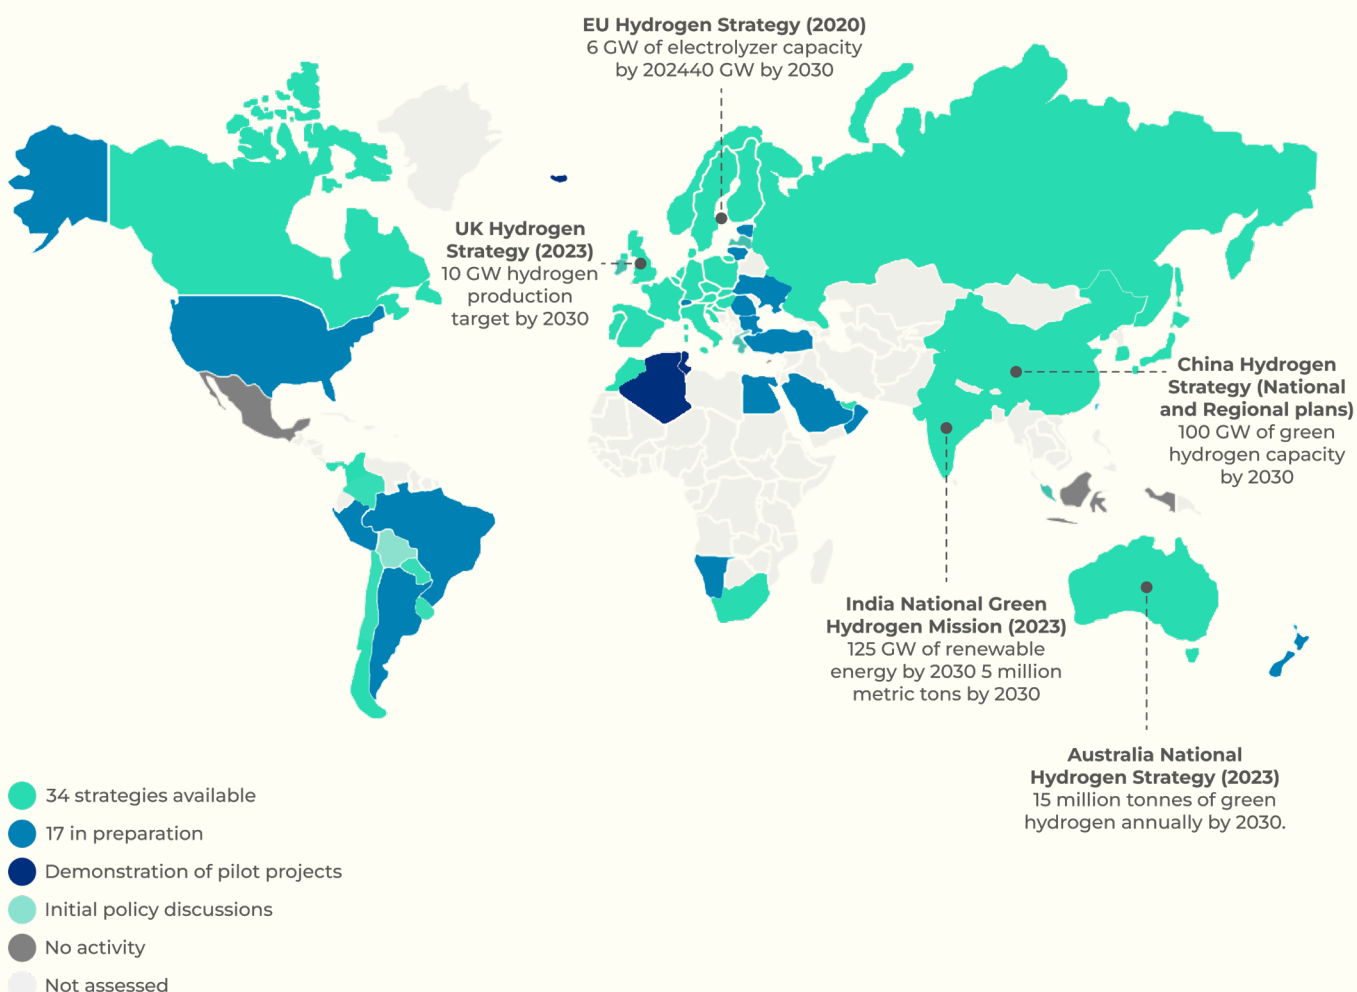 EU Hydrogen Strategy (2020)
6 GW of electrolyzer capacity
by 202440 GW by 2030
UK Hydrogen
Strategy (2023)
10 GW hydrogen
production
target by 2030
China Hydrogen
Strategy (National
and Regional plans)
100 GW of green
hydrogen capacity
by 2030
India National Green
Hydrogen Mission (2023)
125 GW of renewable
energy by 2030 5 million
metric tons by 2030
Australia National
Hydrogen Strategy (2023)
15 million tonnes of green
hydrogen annually by 2030.
34 strategies available
17 in preparation
Demonstration of pilot projects
Initial policy discussions
No activity
Not assessed